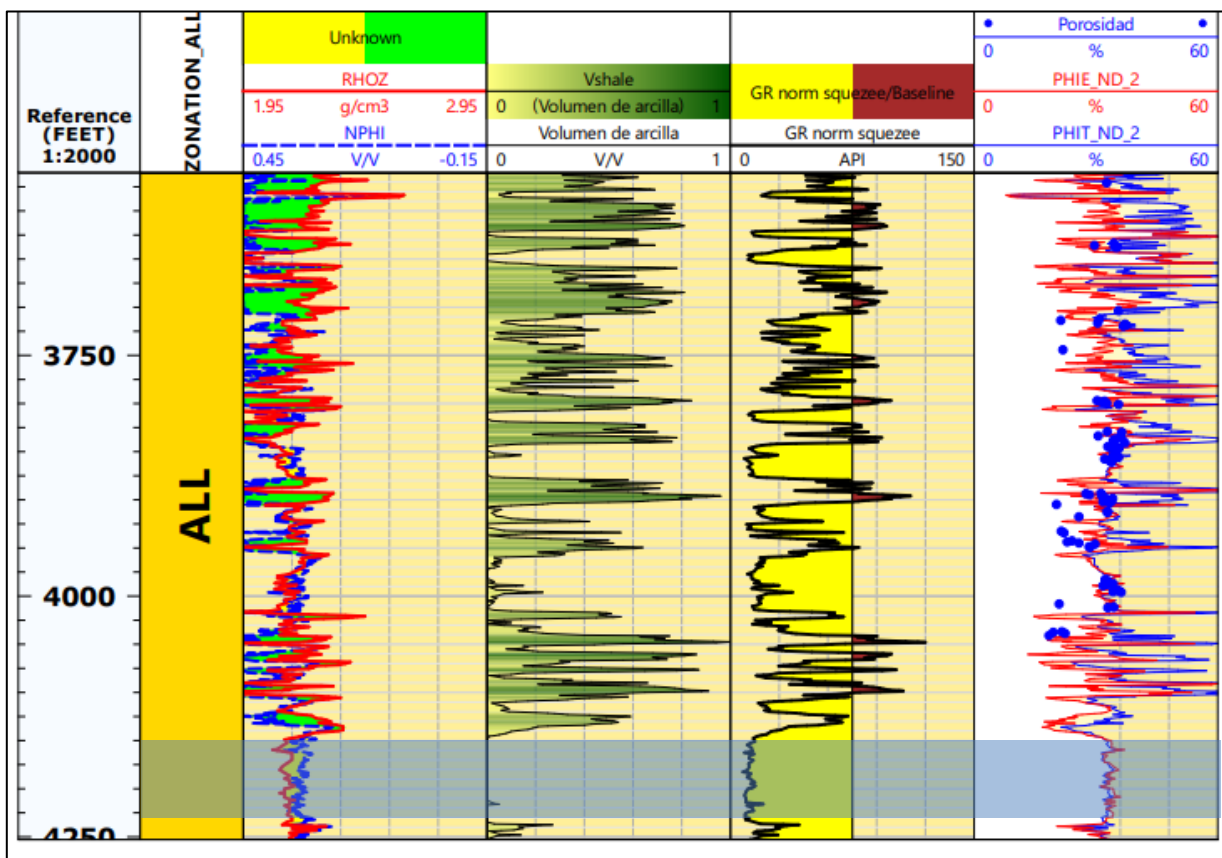 Reference
(FEET)
1:2000
ZONATION_ALL
Unknown
RHOZ
1.95 g/cm3 2.95
NPHI
0.45 V/V -0.15
Vshale
0 (Volumen de arcilla) 1
Volumen de arcilla
0 V/V 1
GR norm squezee/Baseline
GR norm squezee
0 API 150
Porosidad
0 % 60
PHIE_ND_2
0 % 60
PHIT_ND_2
0 % 60
ALL
3750
4000
4250